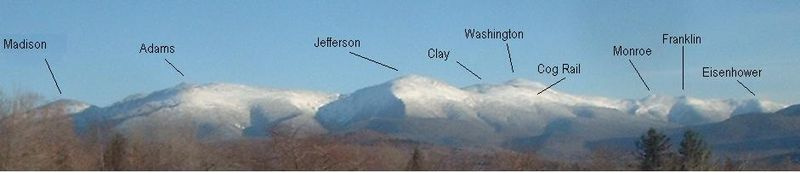 Madison
Adams
Jefferson
Clay
Washington
Cog Rail
Monroe
Franklin
Eisenhower